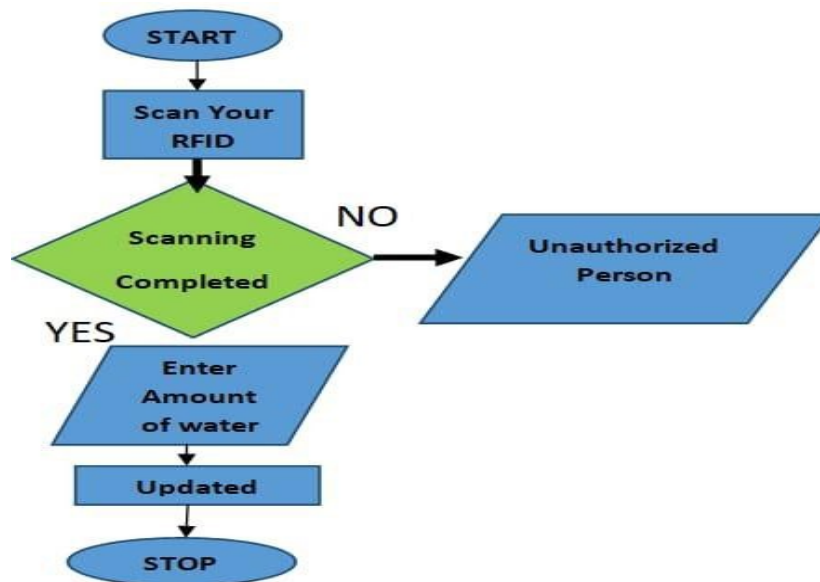 START
Scan Your
RFID
NO
Scanning
Completed
Unauthorized
Person
YES
Enter
Amount
of water
Updated
STOP